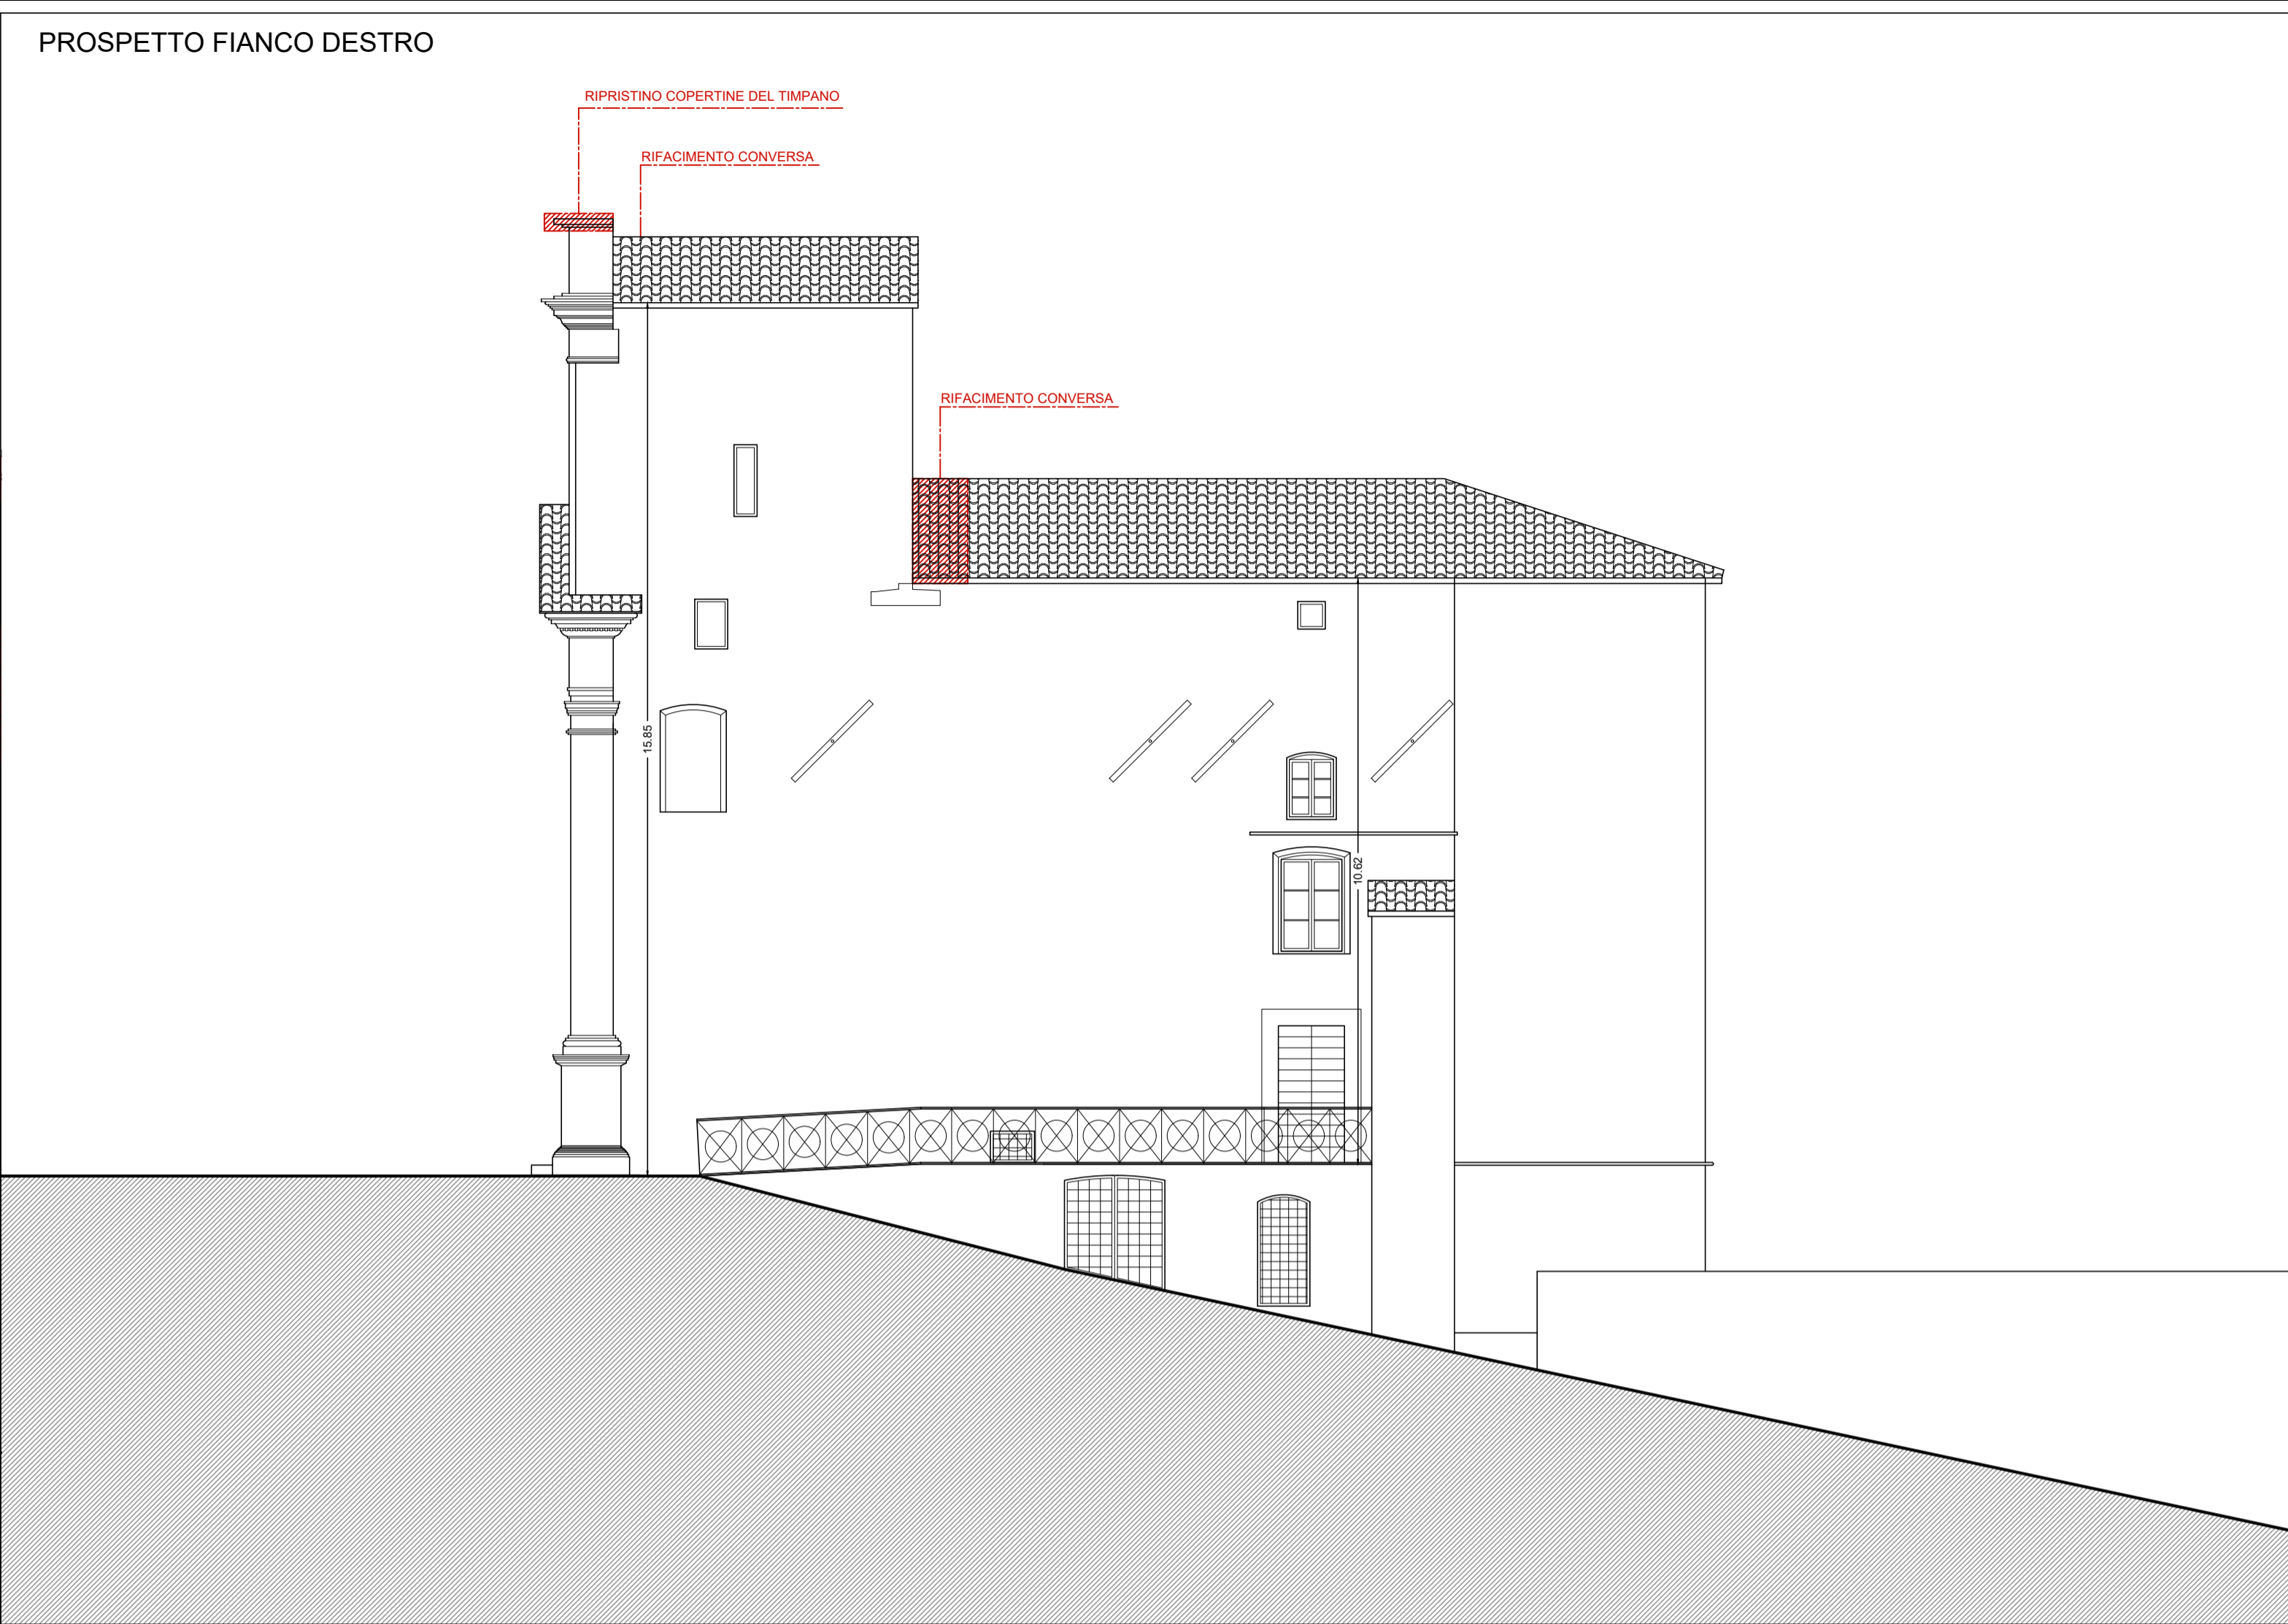 PROSPETTO FIANCO DESTRO
RIPRISTINO COPERTINE DEL TIMPANO
RIFACIMENTO CONVERSA
RIFACIMENTO CONVERSA
15.85
10.62